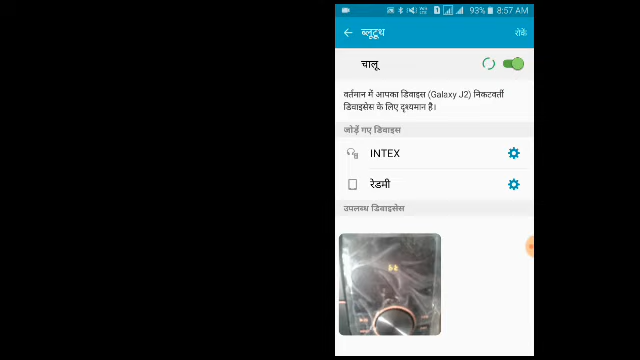 93% 8:57 AM
ब्लूटूथ
रोकें
चालू
वर्तमान में आपका डिवाइस (Galaxy J2) निकटवर्ती
डिवाइसेस के लिए दृश्यमान है।
जोड़ें गए डिवाइस
INTEX
रेडमी
उपलब्ध डिवाइसेस